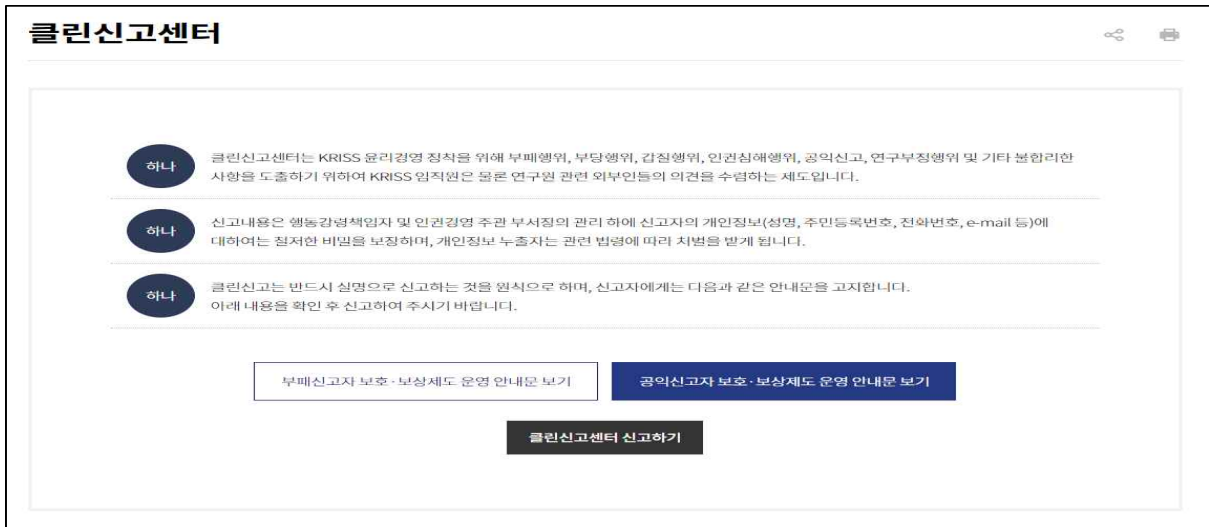 클린신고센터
하나
클린신고센터는 KRISS 윤리경영 정착을 위해 부패행위, 부당행위, 갑질행위, 인권침해행위, 공익신고, 연구부정행위 및 기타 불합리한
사항을 도출하기 위하여 KRISS 임직원은 물론 연구원 관련 외부인들의 의견을 수렴하는 제도입니다.
하나
신고내용은 행동강령책임자 및 인권경영 주관 부서장의 관리 하에 신고자의 개인정보(성명, 주민등록번호, 전화번호, e-mail 등)에
대하여는 철저한 비밀을 보장하며, 개인정보 누출자는 관련 법령에 따라 처벌을 받게 됩니다.
하나
클린신고는 반드시 실명으로 신고하는 것을 원칙으로 하며, 신고자에게는 다음과 같은 안내문을 고지합니다.
아래 내용을 확인 후 신고하여 주시기 바랍니다.
부패신고자 보호·보상제도 운영 안내문 보기
공익신고자 보호·보상제도 운영 안내문 보기
클린신고센터 신고하기